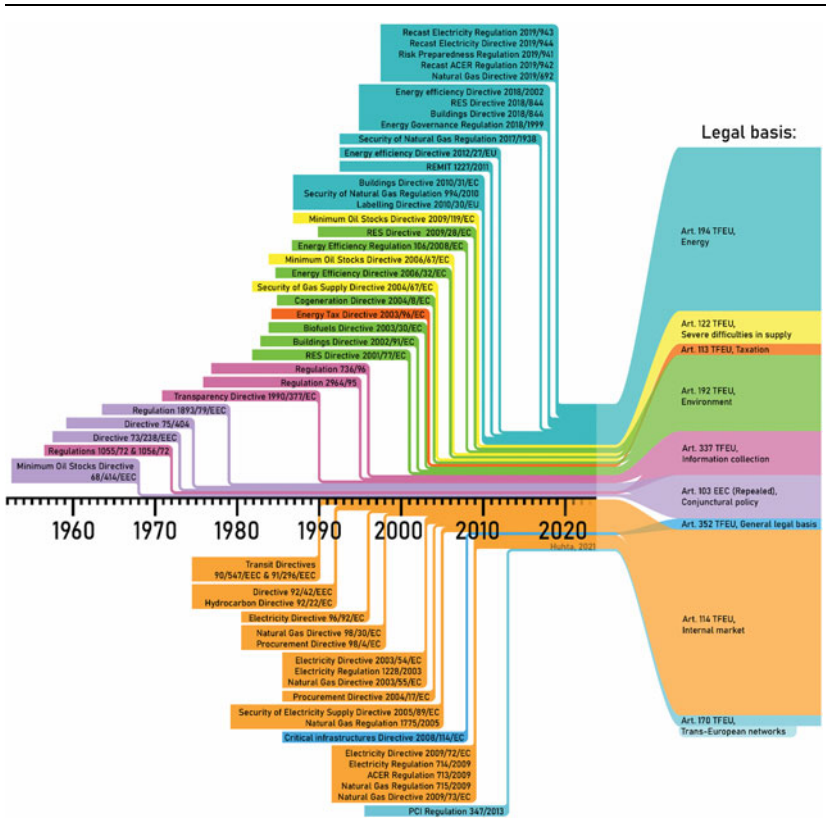 Recast Electricity Regulation 2019/943
Recast Electricity Directive 2019/944
Risk Preparedness Regulation 2019/941
Recast ACER Regulation 2019/942
Natural Gas Directive 2019/692
Energy efficiency Directive 2018/2002
RES Directive 2018/844
Buildings Directive 2018/844
Energy Governance Regulation 2018/1999
Security of Natural Gas Regulation 2017/1938
Energy efficiency Directive 2012/27/EU
REMIT 1227/2011
Buildings Directive 2010/31/EC
Security of Natural Gas Regulation 994/2010
Labelling Directive 2010/30/EU
Minimum Oil Stocks Directive 2009/119/EC
RES Directive 2009/28/EC
Energy Efficiency Regulation 106/2008/EC
Minimum Oil Stocks Directive 2006/67/EC
Energy Efficiency Directive 2006/32/EC
Security of Gas Supply Directive 2004/67/EC
Cogeneration Directive 2004/8/EC
Energy Tax Directive 2003/96/EC
Biofuels Directive 2003/30/EC
Buildings Directive 2002/91/EC
RES Directive 2001/77/EC
Regulation 736/96
Regulation 2964/95
Transparency Directive 1990/377/EC
Regulation 1893/79/EEC
Directive 75/404
Directive 73/238/EEC
Regulations 1055/72 & 1056/72
Minimum Oil Stocks Directive
68/414/EEC
1960 1970 1980 1990 2000 2010 2020
Huhta, 2021
Transit Directives
90/547/EEC & 91/296/EEC
Directive 92/42/EEC
Hydrocarbon Directive 92/22/EC
Electricity Directive 96/92/EC
Natural Gas Directive 98/30/EC
Procurement Directive 98/4/EC
Electricity Directive 2003/54/EC
Electricity Regulation 1228/2003
Natural Gas Directive 2003/55/EC
Procurement Directive 2004/17/EC
Security of Electricity Supply Directive 2005/89/EC
Natural Gas Regulation 1775/2005
Critical infrastructures Directive 2008/114/EC
Electricity Directive 2009/72/EC
Electricity Regulation 714/2009
ACER Regulation 713/2009
Natural Gas Regulation 715/2009
Natural Gas Directive 2009/73/EC
PCI Regulation 347/2013
Legal basis:
Art. 194 TFEU,
Energy
Art. 122 TFEU,
Severe difficulties in supply
Art. 113 TFEU, Taxation
Art. 192 TFEU,
Environment
Art. 337 TFEU,
Information collection
Art. 103 EEC (Repealed),
Conjunctural policy
Art. 352 TFEU, General legal basis
Art. 114 TFEU,
Internal market
Art. 170 TFEU,
Trans-European networks